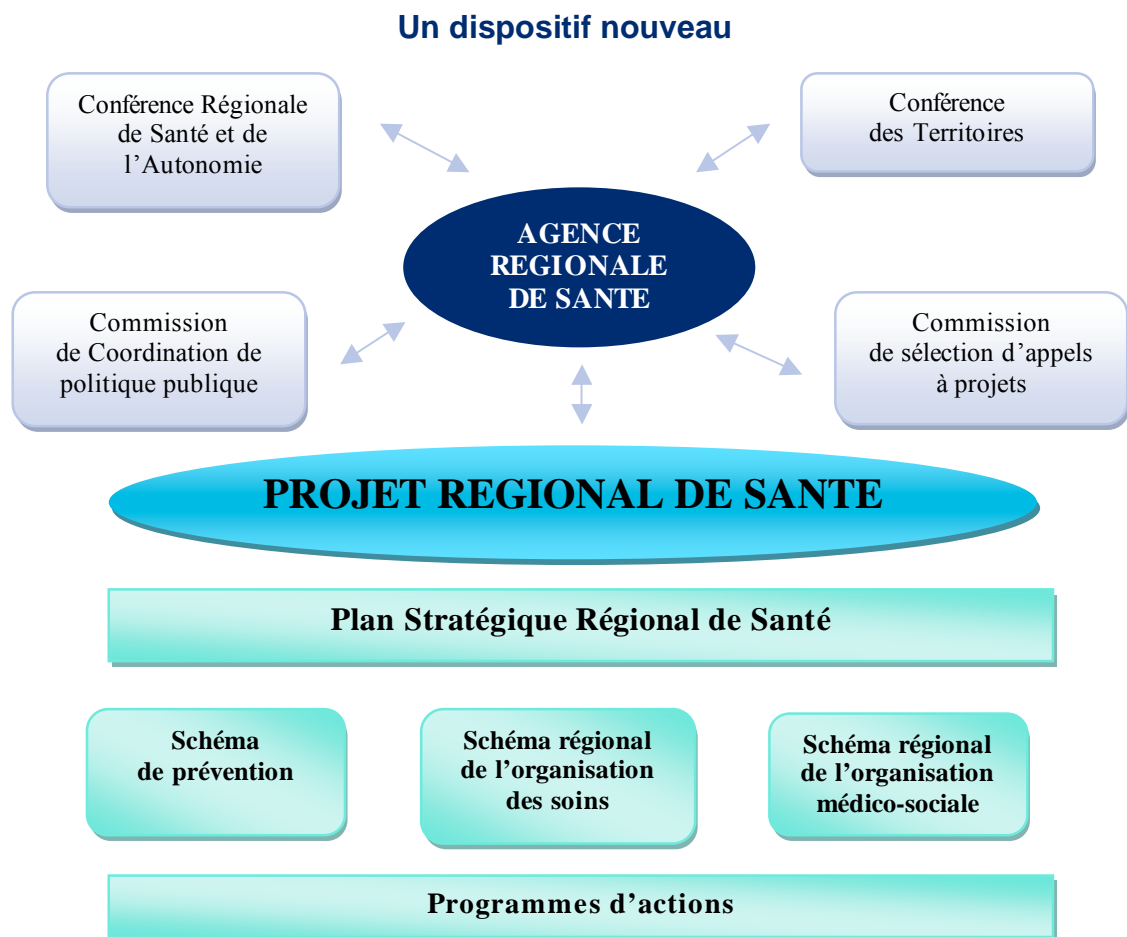 Un dispositif nouveau
Conférence Régionale
de Santé et de
l'Autonomie
Conférence
des Territoires
AGENCE
REGIONALE
DE SANTE
Commission
de Coordination de
politique publique
Commission
de sélection d'appels
à projets
PROJET REGIONAL DE SANTE
Plan Stratégique Régional de Santé
Schéma
de prévention
Schéma régional
de l'organisation
des soins
Schéma régional
de l'organisation
médico-sociale
Programmes d'actions